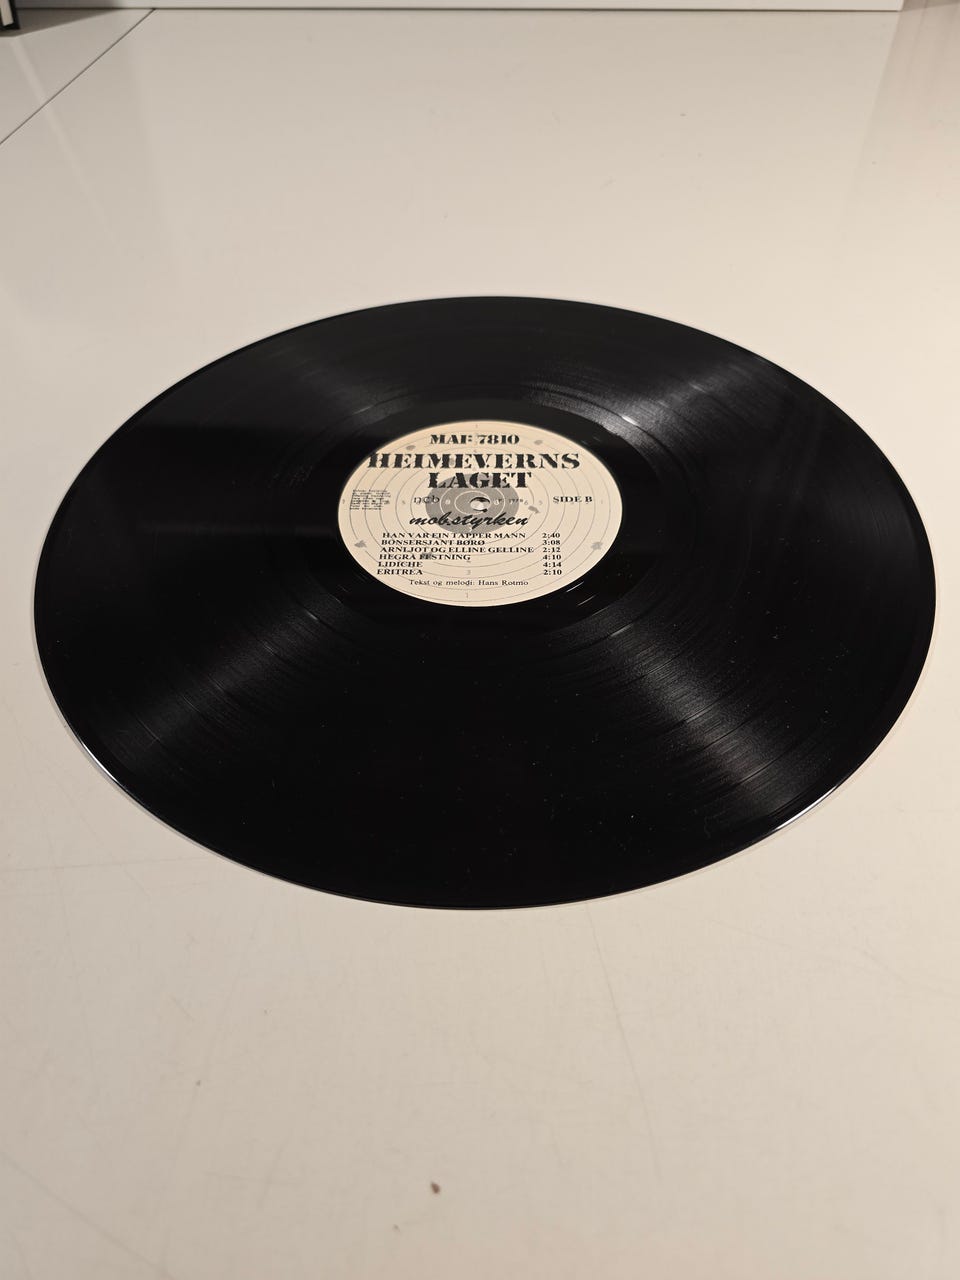 MAI 7810
HEIMEVERNS
LAGET
ncb
SIDE B
mob.styrken
HAN VAR EIN TAPPER MANN 2:40
BONSERSJANT BØRØ 3:08
ARNLJOT OG ELLINE GELLINE 2:12
HEGRA FESTNING 4:10
LIDICHE 4:14
ERITREA 2:10
Tekst og melodi: Hans Rotmo